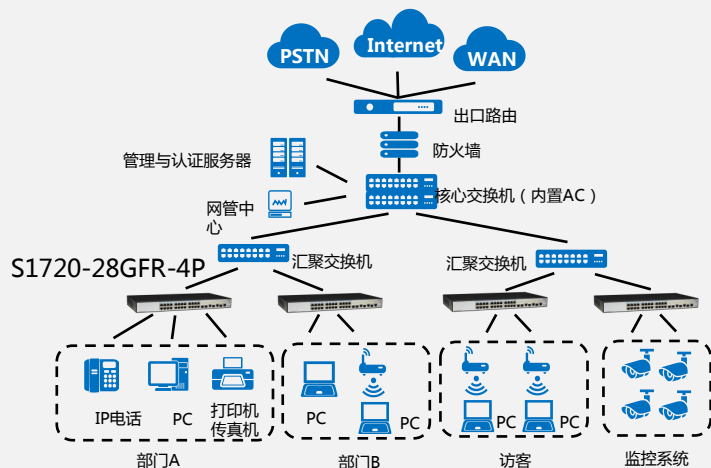 PSTN
Internet
WAN
出口路由
防火墙
管理与认证服务器
核心交换机（内置AC）
网管中
心
S1720-28GFR-4P
汇聚交换机
汇聚交换机
IP电话
PC
打印机
传真机
PC
PC
PC
PC
部门A
部门B
访客
监控系统